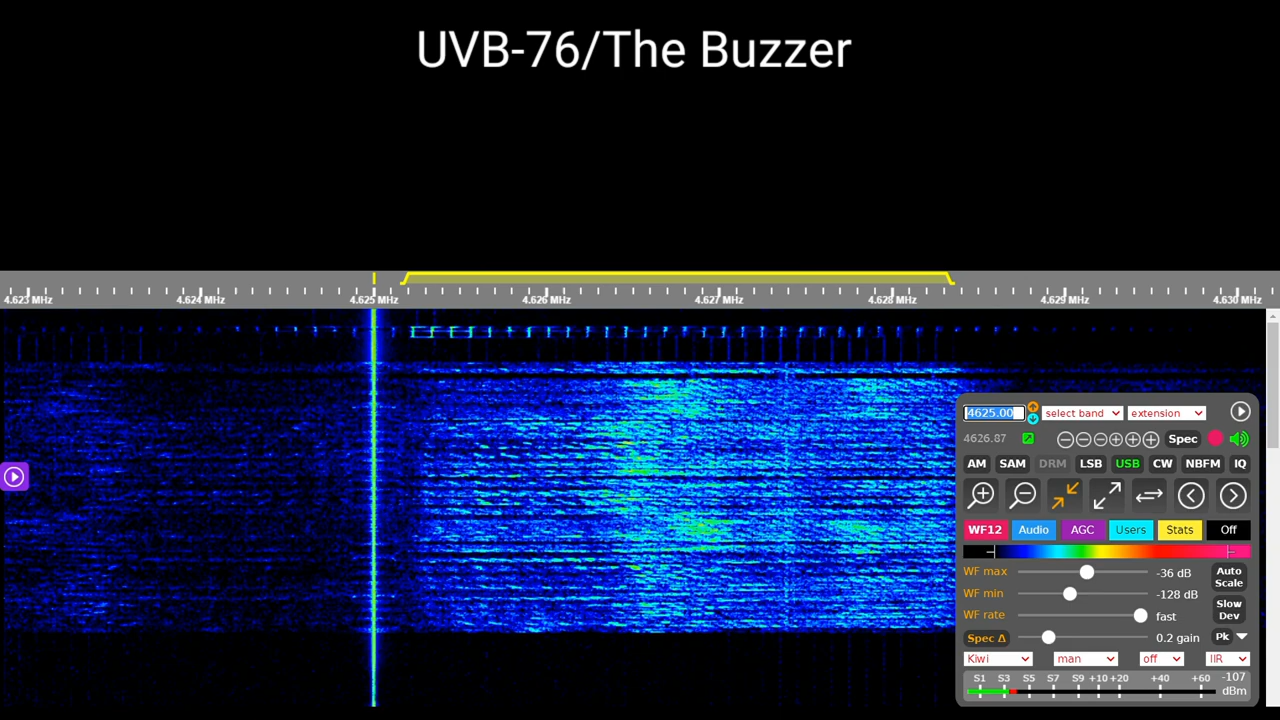 UVB-76/The Buzzer
4.623 MHz 4.624 MHz 4.625 MHz 4.626 MHz 4.627 MHz 4.628 MHz 4.629 MHz 4.630 MHz
4625.00 select band extension
4626.87 Spec
AM SAM DRM LSB USB CW NBFM IQ
WF12 Audio AGC Users Stats Off
WF max -36 dB Auto Scale
WF min -128 dB
WF rate fast Slow Dev
Spec Δ 0.2 gain Pk
Kiwi man off IIR
S1 S3 S5 S7 S9 +10 +20 +40 +60 -107 dBm